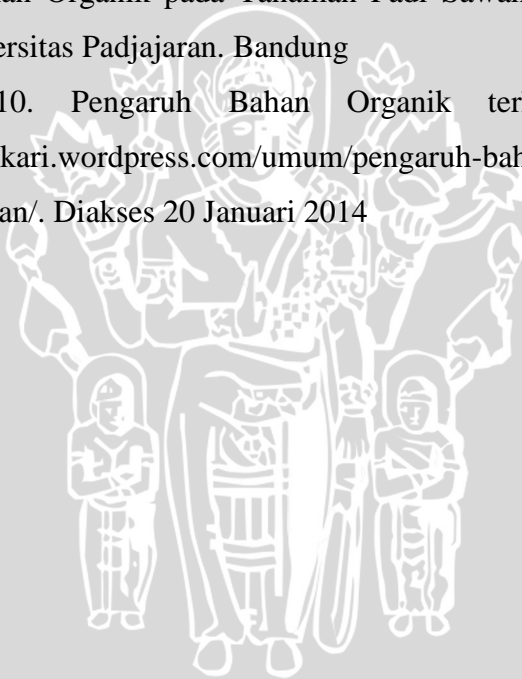 an Organik pada Tanaman Padi Sawah
ersitas Padjajaran. Bandung
10. Pengaruh Bahan Organik ter
kari.wordpress.com/umum/pengaruh-bah
an/. Diakses 20 Januari 2014